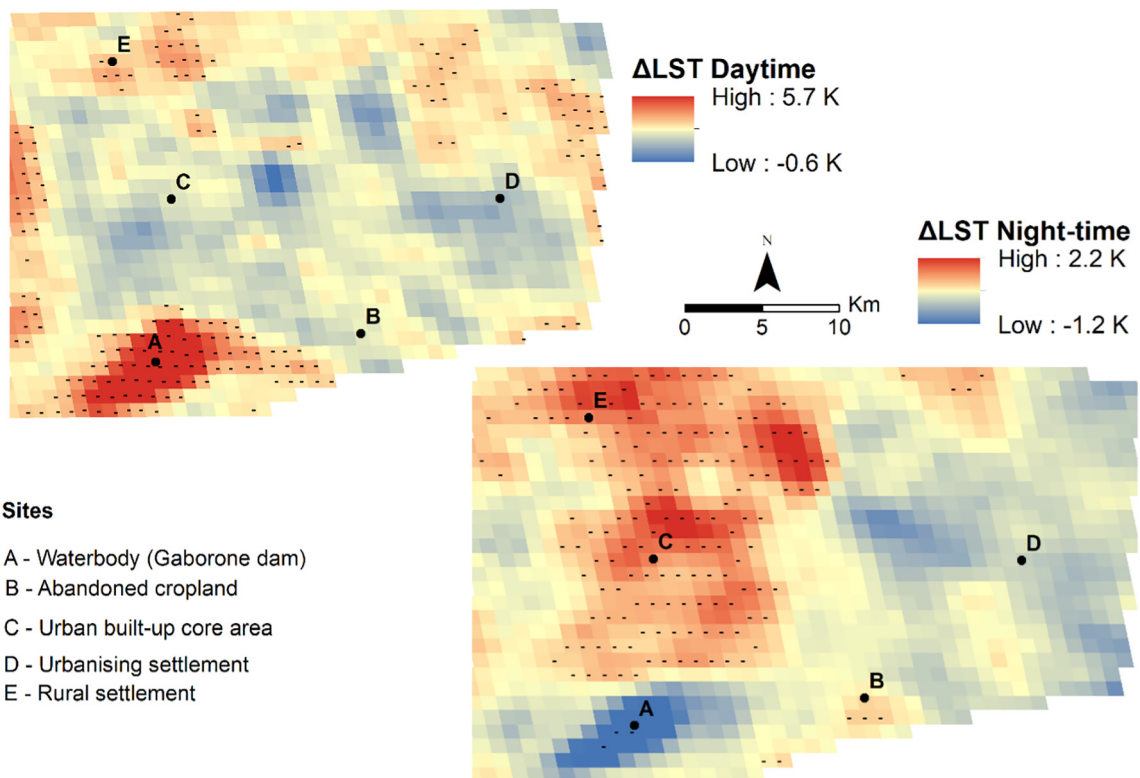 E
C
D
B
A
ΔLST Daytime
High : 5.7 K
Low : -0.6 K
N
Km
0 5 10
ΔLST Night-time
High : 2.2 K
Low : -1.2 K
E
C
D
B
A
Sites
A - Waterbody (Gaborone dam)
B - Abandoned cropland
C - Urban built-up core area
D - Urbanising settlement
E - Rural settlement